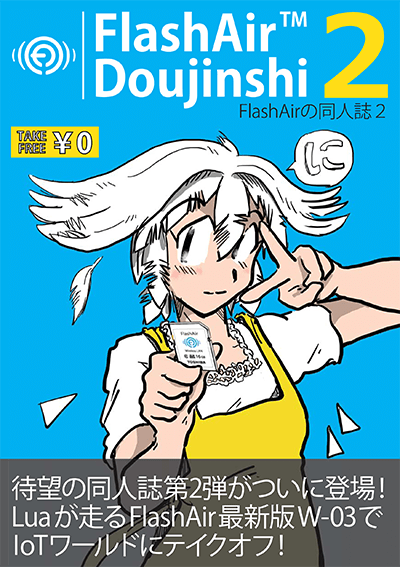 FlashAir™
Doujinshi 2
FlashAirの同人誌 2
TAKE
FREE ¥0
に
FlashAir
待望の同人誌第2弾がついに登場!
Luaが走るFlashAir最新版W-03で
IoTワールドにテイクオフ!